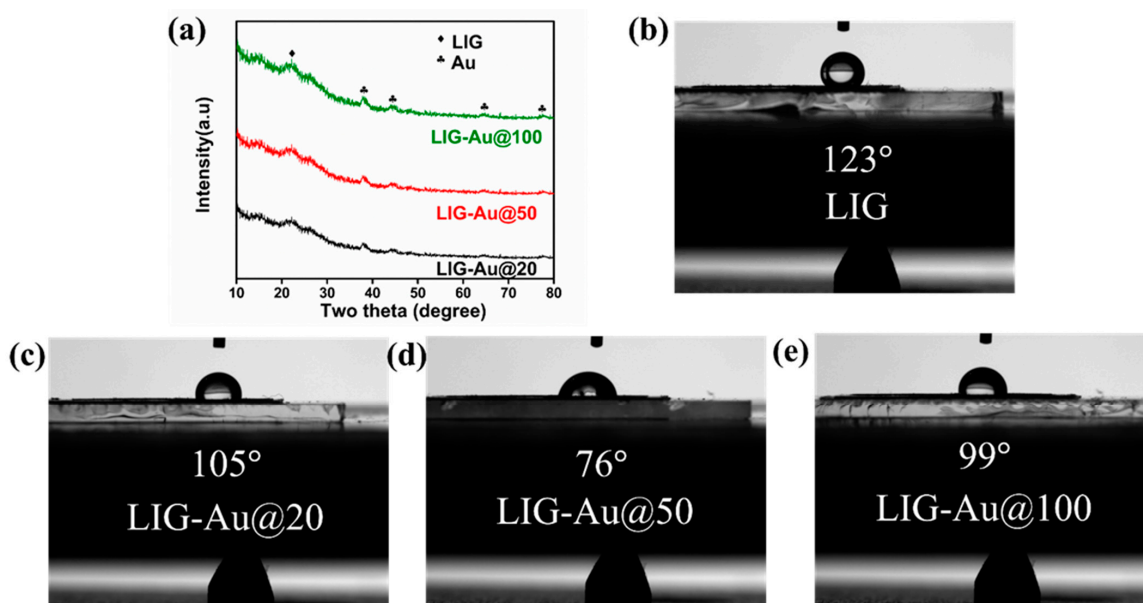 (a)
♦ LIG
♣ Au
LIG-Au@100
LIG-Au@50
LIG-Au@20
Intensity(a.u)
10 20 30 40 50 60 70 80
Two theta (degree)
(b)
123°
LIG
(c)
105°
LIG-Au@20
(d)
76°
LIG-Au@50
(e)
99°
LIG-Au@100